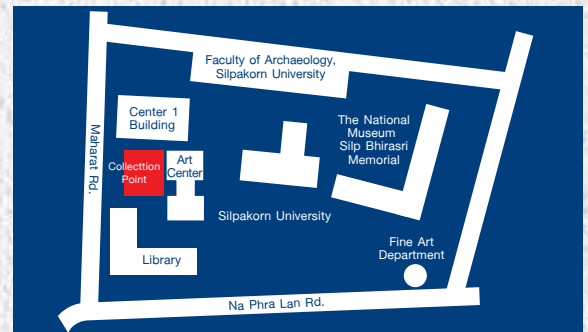 Faculty of Archaeology,
Silpakorn University
Center 1
Building
The National
Museum
Silp Bhirasri
Memorial
Maharat Rd.
Collecttion
Point
Art
Center
Silpakorn University
Library
Fine Art
Department
Na Phra Lan Rd.